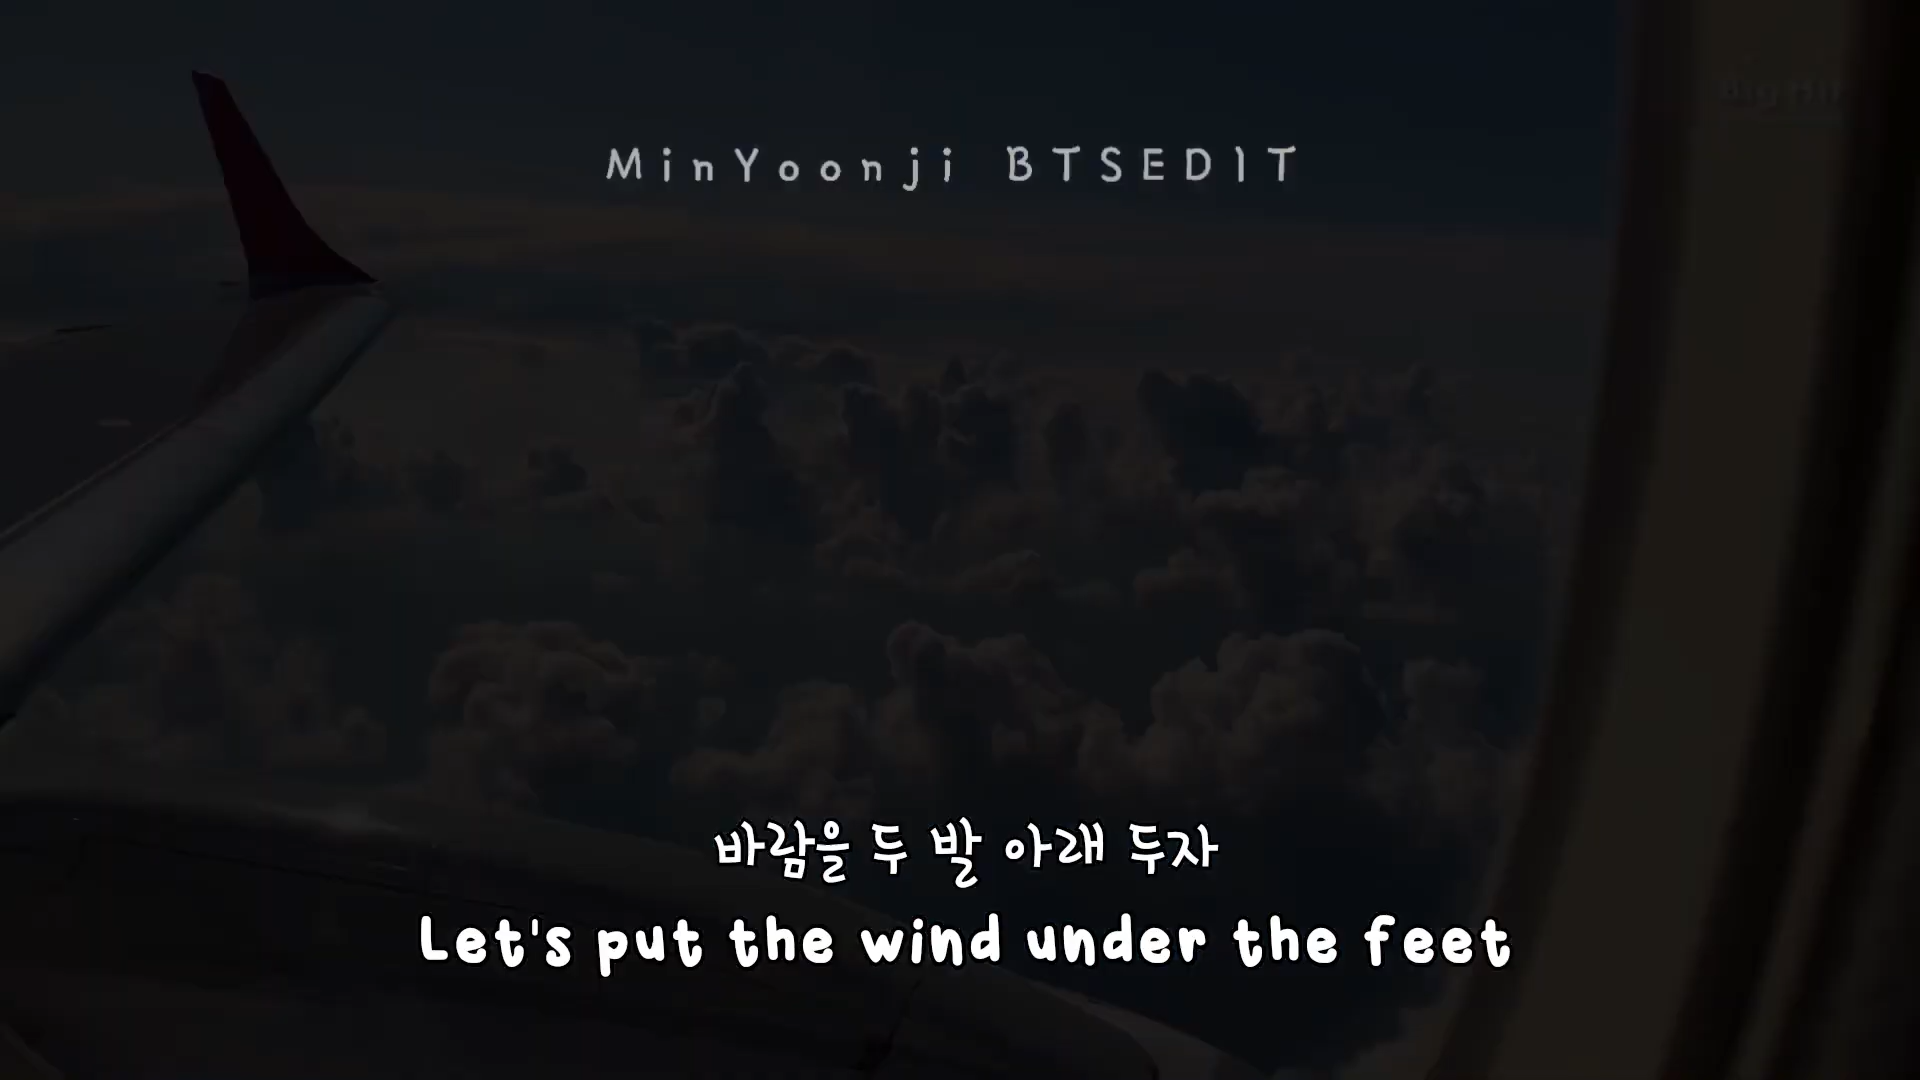 MinYoonji BTSEDIT
바람을 두 발 아래 두자
Let's put the wind under the feet